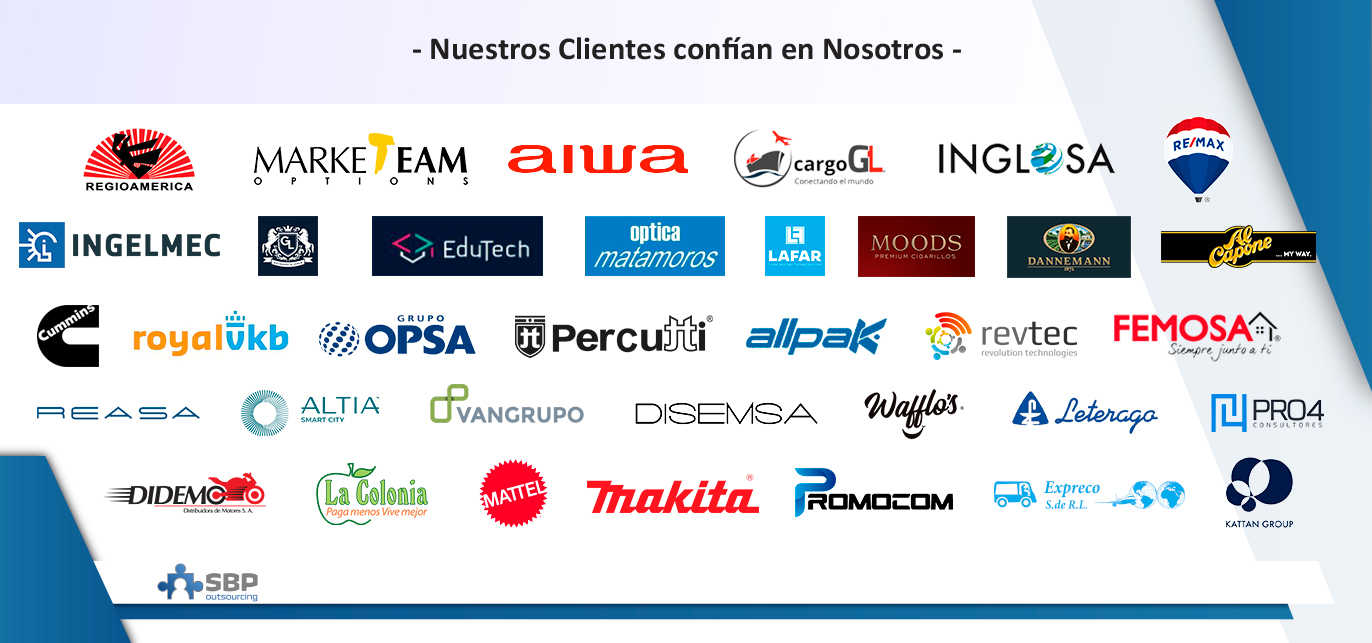 - Nuestros Clientes confían en Nosotros -
REGIOAMERICA
MARKETEAM
OPTIONS
aiwa
cargoGL
Conectando el mundo
INGLOSA
RE/MAX
INGELMEC
GL
EDUTECH
optica
matamoros
LAFAR
MOODS
PREMIUM CIGARILLOS
DANNEMANN
1873
Al
Capone
... MY WAY.
Cummins
royalvkb
GRUPO
OPSA
Percutti®
allpak
revtec
revolution technologies
FEMOSA®
Siempre junto a ti
REASA
ALTIA
SMART CITY
VANGRUPO
DISEMSA
Wafflo's
Leterago
PRO4
CONSULTORES
DIDEMO
Distribuidora de Motores S. A.
La Colonia
Paga menos Vive mejor
MATTEL
makita®
PROMOCOM
Expreco
S.de R.L.
KATTAN GROUP
SBP
outsourcing